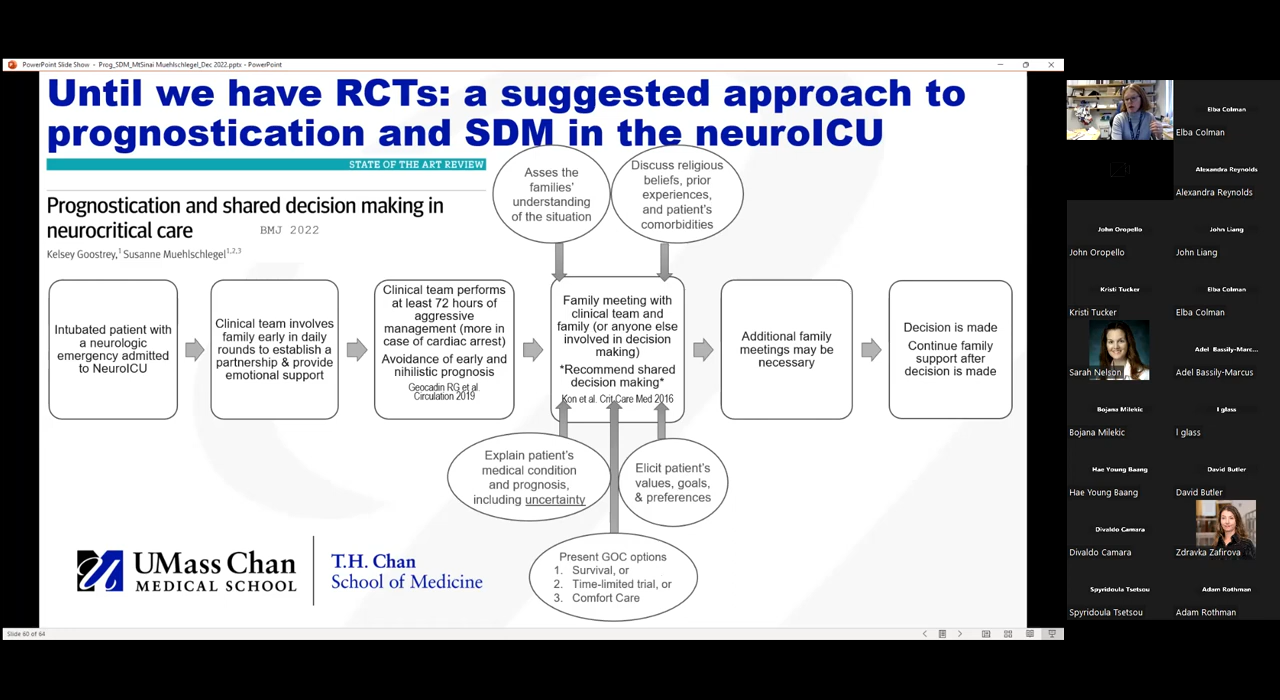 PowerPoint Slide Show - Prog_SDM_MtSinai Muehlschlegel_Dec 2022.pptx - PowerPoint
Until we have RCTs: a suggested approach to
prognostication and SDM in the neuroICU
STATE OF THE ART REVIEW
Prognostication and shared decision making in
neurocritical care
BMJ 2022
Kelsey Goostrey,1 Susanne Muehlschlegel1,2,3
Asses the
families'
understanding
of the situation
Discuss religious
beliefs, prior
experiences,
and patient's
comorbidities
Intubated patient with
a neurologic
emergency admitted
to NeuroICU
Clinical team involves
family early in daily
rounds to establish a
partnership & provide
emotional support
Clinical team performs
at least 72 hours of
aggressive
management (more in
case of cardiac arrest)
Avoidance of early and
nihilistic prognosis
Geocadin RG et al.
Circulation 2019
Family meeting with
clinical team and
family (or anyone else
involved in decision
making)
*Recommend shared
decision making*
Kon et al. Crit Care Med 2016
Additional family
meetings may be
necessary
Decision is made
Continue family
support after
decision is made
Explain patient's
medical condition
and prognosis,
including uncertainty
Elicit patient's
values, goals,
& preferences
Present GOC options
1. Survival, or
2. Time-limited trial, or
3. Comfort Care
UMass Chan
MEDICAL SCHOOL
T.H. Chan
School of Medicine
Slide 60 of 64
Elba Colman
Elba Colman
Alexandra Reynolds
Alexandra Reynolds
John Oropello
John Oropello
John Liang
John Liang
Kristi Tucker
Kristi Tucker
Elba Colman
Elba Colman
Sarah Nelson
Adel Bassily-Marc...
Adel Bassily-Marcus
Bojana Milekic
Bojana Milekic
l glass
l glass
Hae Young Baang
Hae Young Baang
David Butler
David Butler
Divaldo Camara
Divaldo Camara
Zdravka Zafirova
Spyridoula Tsetsou
Spyridoula Tsetsou
Adam Rothman
Adam Rothman